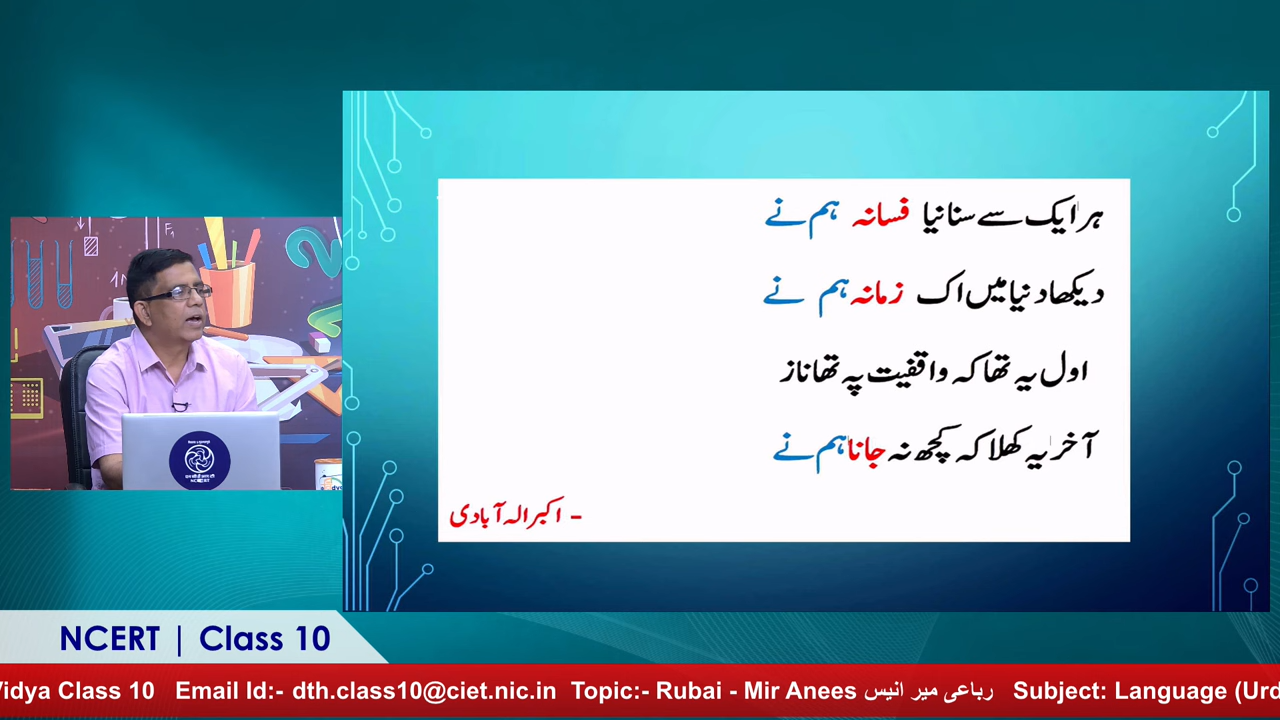 ہر ایک سے سنا نیا فسانہ ہم نے
دیکھا دنیا میں اک زمانہ ہم نے
اول یہ تھا کہ واقفیت پہ تھا ناز
آخر یہ کھلا کہ کچھ نہ جانا ہم نے
- اکبر الہ آبادی
F₁
NCERT
NCERT | Class 10
Vidya Class 10 Email Id:- dth.class10@ciet.nic.in Topic:- Rubai - Mir Anees رباعی میر انیس Subject: Language (Urd